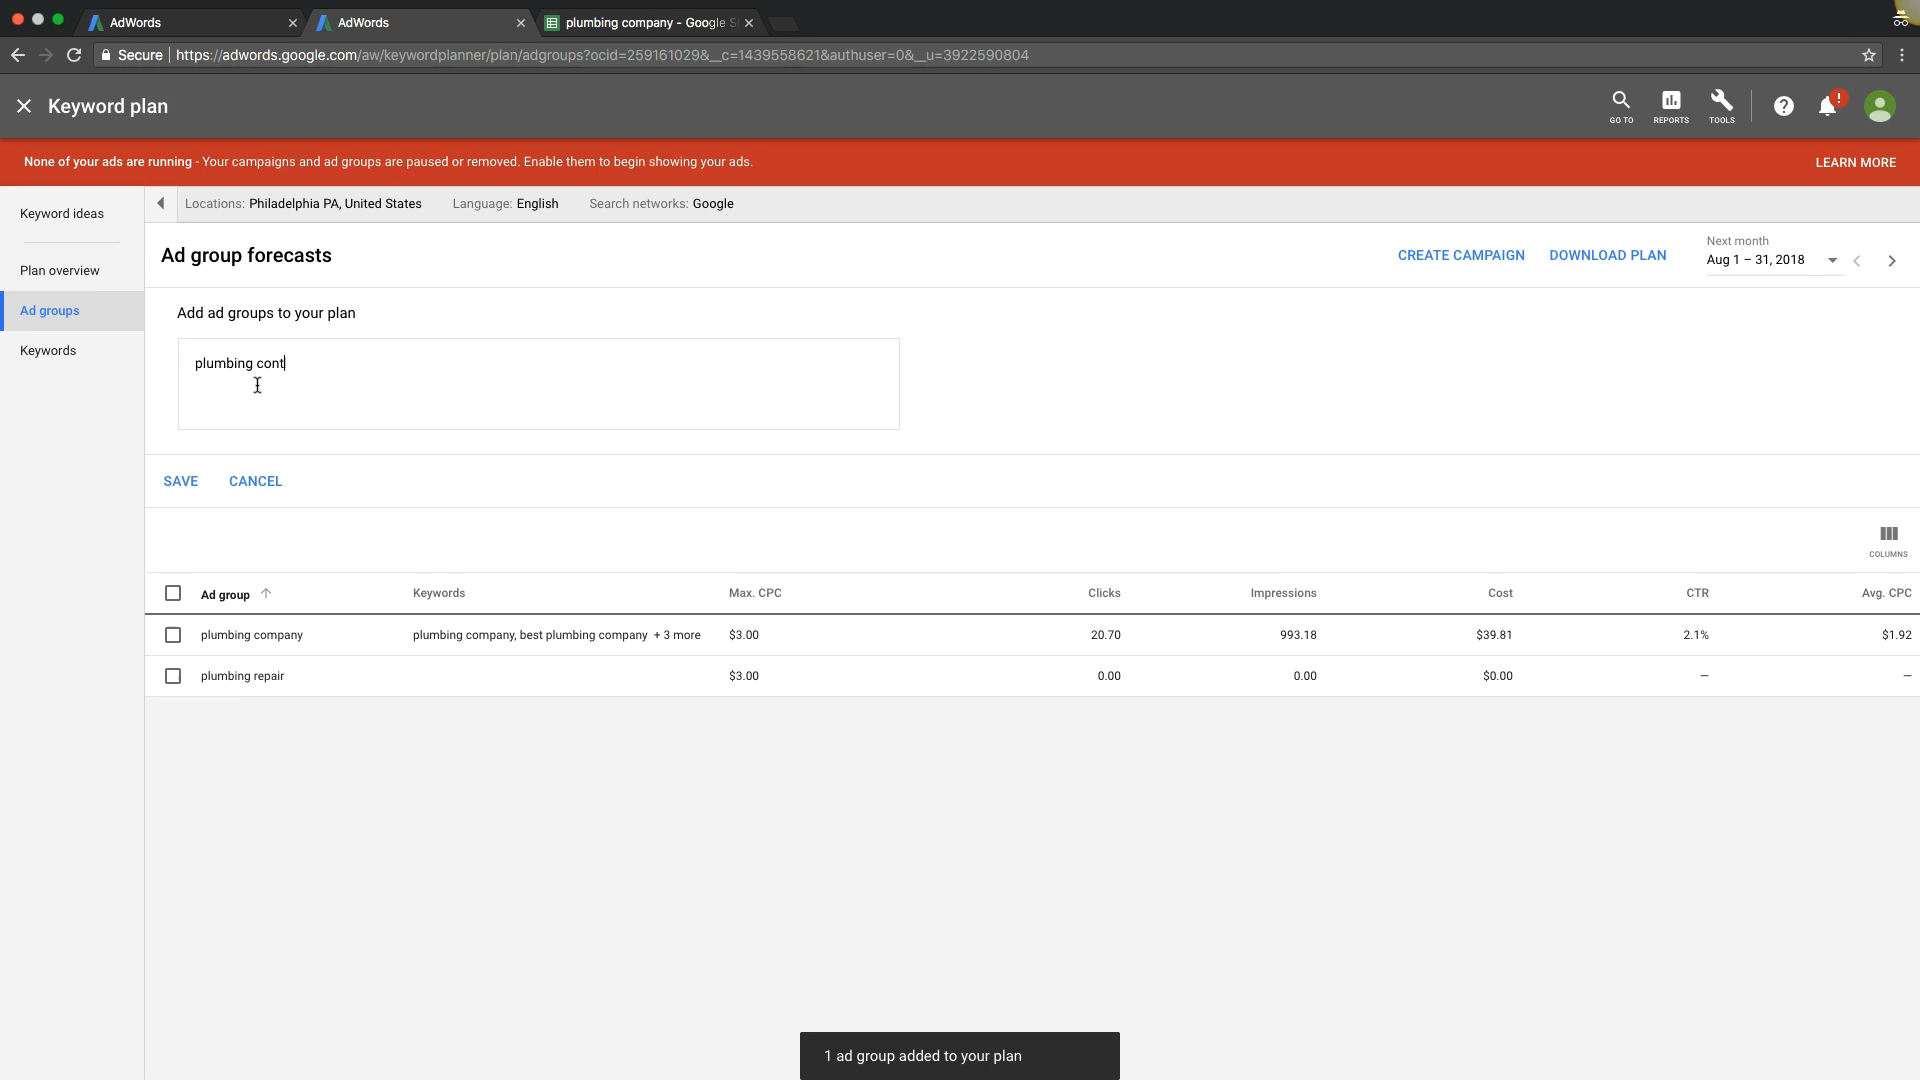 AdWords
AdWords
plumbing company - Google S
Secure
https://adwords.google.com/aw/keywordplanner/plan/adgroups?ocid=259161029&__c=1439558621&authuser=0&__u=3922590804
Keyword plan
GO TO
REPORTS
TOOLS
?
!
None of your ads are running - Your campaigns and ad groups are paused or removed. Enable them to begin showing your ads.
LEARN MORE
Keyword ideas
Plan overview
Ad groups
Keywords
Locations: Philadelphia PA, United States Language: English Search networks: Google
Ad group forecasts
CREATE CAMPAIGN
DOWNLOAD PLAN
Next month
Aug 1 – 31, 2018
Add ad groups to your plan
plumbing cont
SAVE
CANCEL
COLUMNS
Ad group Keywords Max. CPC Clicks Impressions Cost CTR Avg. CPC
plumbing company plumbing company, best plumbing company + 3 more $3.00 20.70 993.18 $39.81 2.1% $1.92
plumbing repair $3.00 0.00 0.00 $0.00 – –
1 ad group added to your plan